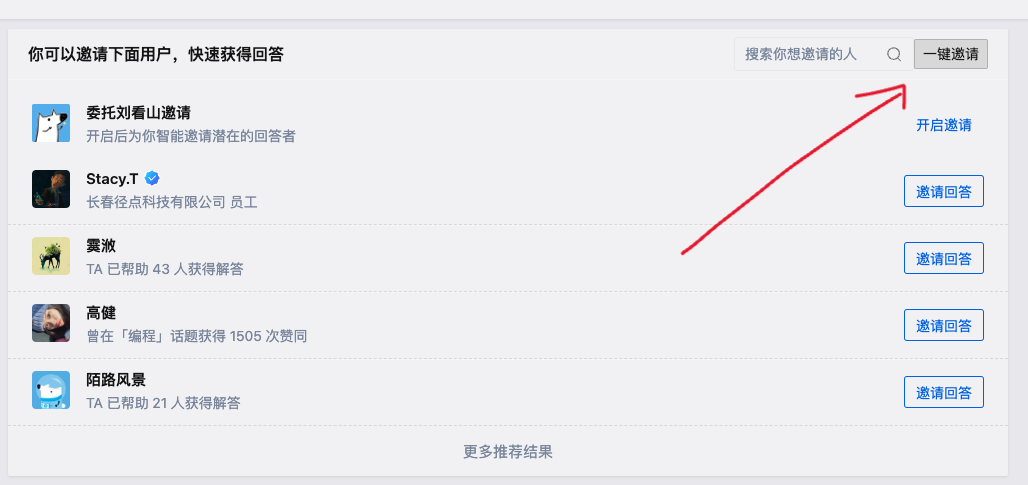 你可以邀请下面用户，快速获得回答
搜索你想邀请的人
一键邀请
委托刘看山邀请
开启后为你智能邀请潜在的回答者
开启邀请
Stacy.T
长春径点科技有限公司 员工
邀请回答
霙潊
TA 已帮助 43 人获得解答
邀请回答
高健
曾在「编程」话题获得 1505 次赞同
邀请回答
陌路风景
TA 已帮助 21 人获得解答
邀请回答
更多推荐结果